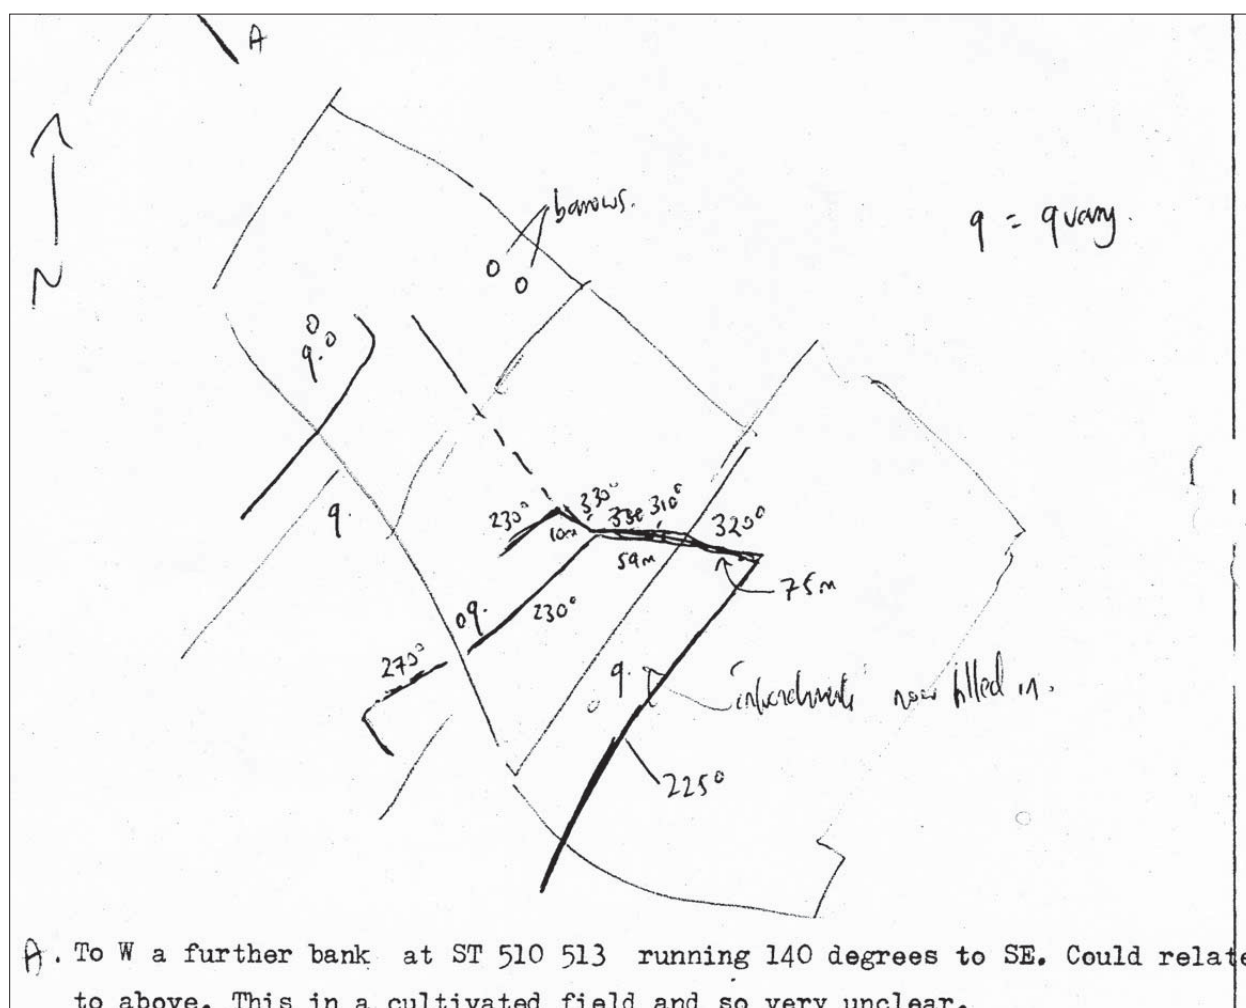 A
barrows.
q = quarry.
N
q.
230°
330°
310°
320°
10m
59m
75m
q.
q.
230°
270°
q.
now filled in.
225°
A. To W a further bank at ST 510 513 running 140 degrees to SE. Could relate
to above. This in a cultivated field and so very unclear.